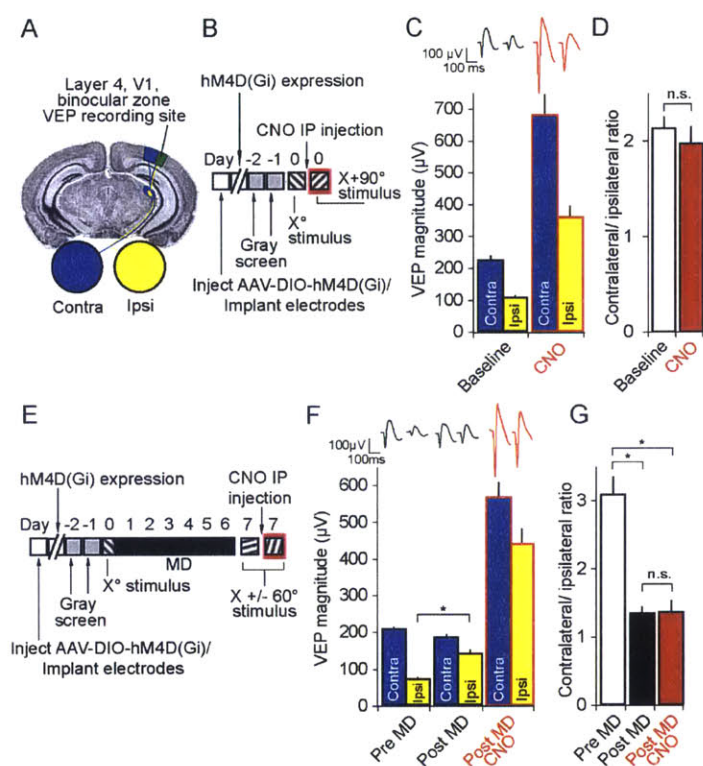 A
Layer 4, V1,
binocular zone
VEP recording site
Contra
Ipsi
B
hM4D(Gi) expression
CNO IP injection
Day
-2 -1 0 0
X+90°
stimulus
X°
stimulus
Gray
screen
Inject AAV-DIO-hM4D(Gi)/
Implant electrodes
C
100 µV
100 ms
VEP magnitude (µV)
700
600
500
400
300
200
100
0
Contra
Ipsi
Contra
Ipsi
Baseline
CNO
D
n.s.
Contralateral/ ipsilateral ratio
2
1
0
Baseline
CNO
E
hM4D(Gi) expression
CNO IP
injection
Day
-2 -1 0 1 2 3 4 5 6 7 7
MD
X° stimulus
X +/- 60°
stimulus
Gray
screen
Inject AAV-DIO-hM4D(Gi)/
Implant electrodes
F
100µV
100ms
VEP magnitude (µV)
600
500
400
300
200
100
0
*
Contra
Ipsi
Contra
Ipsi
Contra
Ipsi
Pre MD
Post MD
Post MD
CNO
G
*
*
n.s.
Contralateral/ ipsilateral ratio
3
2
1
0
Pre MD
Post MD
Post MD
CNO